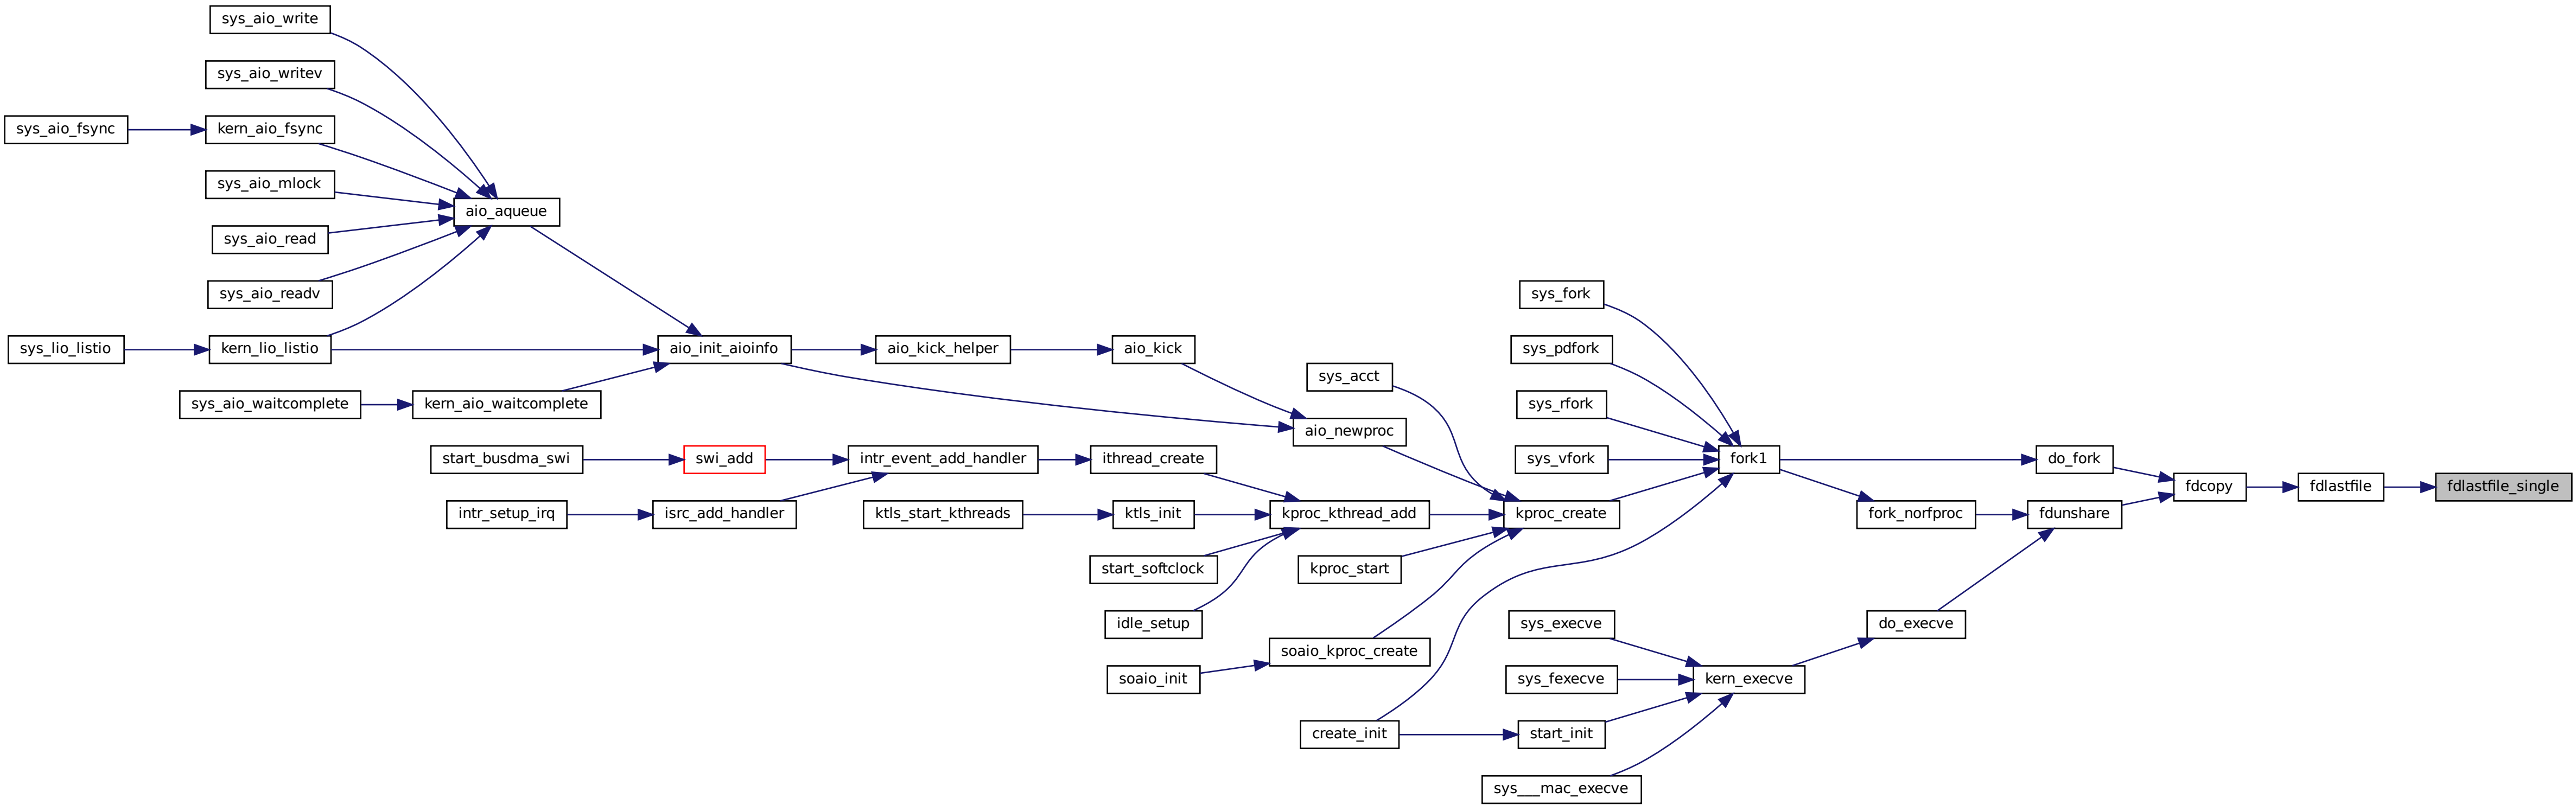 sys_aio_write
sys_aio_writev
sys_aio_fsync
kern_aio_fsync
sys_aio_mlock
aio_aqueue
sys_aio_read
sys_aio_readv
sys_fork
sys_lio_listio
kern_lio_listio
aio_init_aioinfo
aio_kick_helper
aio_kick
sys_pdfork
sys_acct
sys_aio_waitcomplete
kern_aio_waitcomplete
sys_rfork
aio_newproc
start_busdma_swi
swi_add
intr_event_add_handler
ithread_create
sys_vfork
fork1
do_fork
fdcopy
fdlastfile
fdlastfile_single
intr_setup_irq
isrc_add_handler
ktls_start_kthreads
ktls_init
kproc_kthread_add
kproc_create
fork_norfproc
fdunshare
start_softclock
kproc_start
idle_setup
sys_execve
do_execve
soaio_kproc_create
soaio_init
sys_fexecve
kern_execve
create_init
start_init
sys___mac_execve